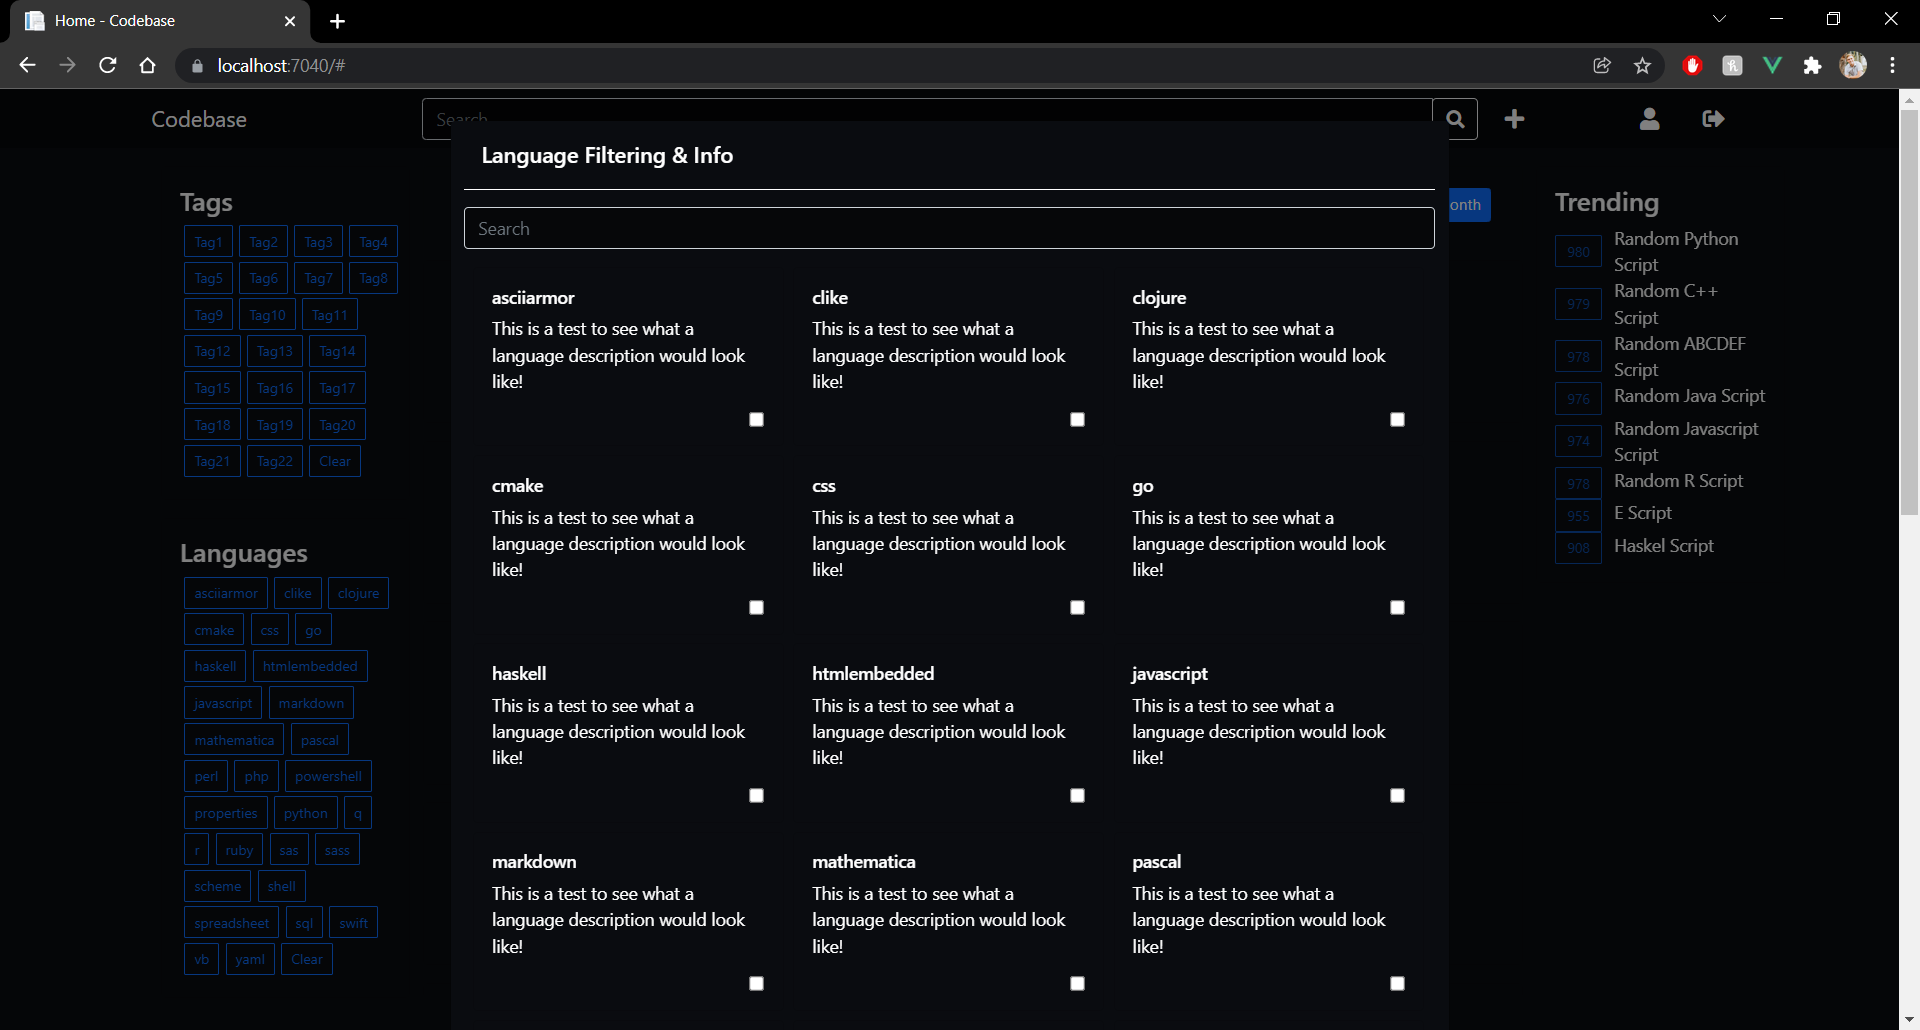 Home - Codebase
localhost:7040/#
Codebase
Search
Language Filtering & Info
Search
onth
Tags
Tag1 Tag2 Tag3 Tag4
Tag5 Tag6 Tag7 Tag8
Tag9 Tag10 Tag11
Tag12 Tag13 Tag14
Tag15 Tag16 Tag17
Tag18 Tag19 Tag20
Tag21 Tag22 Clear
Languages
asciiarmor clike clojure
cmake css go
haskell htmlembedded
javascript markdown
mathematica pascal
perl php powershell
properties python q
r ruby sas sass
scheme shell
spreadsheet sql swift
vb yaml Clear
asciiarmor
This is a test to see what a
language description would look
like!
clike
This is a test to see what a
language description would look
like!
clojure
This is a test to see what a
language description would look
like!
cmake
This is a test to see what a
language description would look
like!
css
This is a test to see what a
language description would look
like!
go
This is a test to see what a
language description would look
like!
haskell
This is a test to see what a
language description would look
like!
htmlembedded
This is a test to see what a
language description would look
like!
javascript
This is a test to see what a
language description would look
like!
markdown
This is a test to see what a
language description would look
like!
mathematica
This is a test to see what a
language description would look
like!
pascal
This is a test to see what a
language description would look
like!
Trending
980 Random Python
Script
979 Random C++
Script
978 Random ABCDEF
Script
976 Random Java Script
974 Random Javascript
Script
978 Random R Script
955 E Script
908 Haskel Script